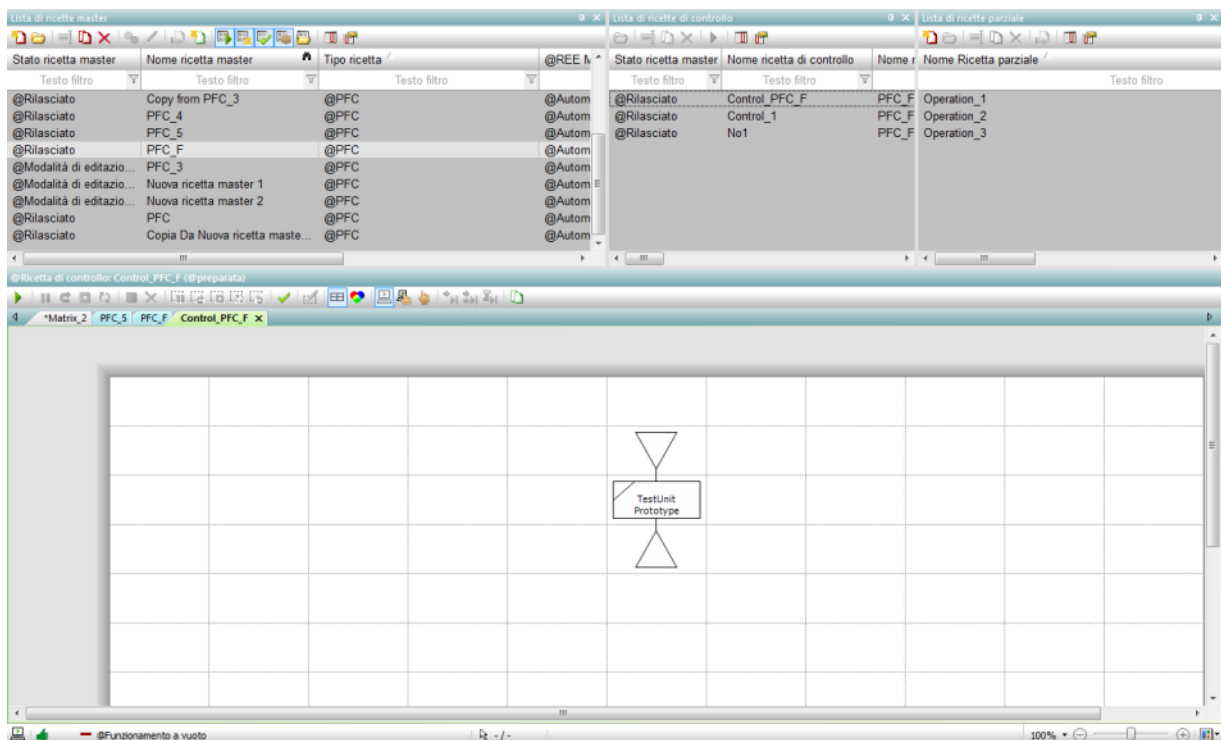 Lista di ricette master
Lista di ricette di controllo
Lista di ricette parziale
Stato ricetta master Nome ricetta master Tipo ricetta @REE M
Stato ricetta master Nome ricetta di controllo Nome r
Nome Ricetta parziale
Testo filtro Testo filtro Testo filtro
Testo filtro Testo filtro
Testo filtro
@Rilasciato Copy from PFC_3 @PFC @Autom
@Rilasciato PFC_4 @PFC @Autom
@Rilasciato PFC_5 @PFC @Autom
@Rilasciato PFC_F @PFC @Autom
@Modalità di editazio... PFC_3 @PFC @Autom
@Modalità di editazio... Nuova ricetta master 1 @PFC @Autom
@Modalità di editazio... Nuova ricetta master 2 @PFC @Autom
@Rilasciato PFC @PFC @Autom
@Rilasciato Copia Da Nuova ricetta maste... @PFC @Autom
@Rilasciato Control_PFC_F PFC_F
@Rilasciato Control_1 PFC_F
@Rilasciato No1 PFC_F
Operation_1
Operation_2
Operation_3
@Ricetta di controllo: Control_PFC_F (@preparata)
*Matrix_2 PFC_5 PFC_F Control_PFC_F
TestUnit
Prototype
@Funzionamento a vuoto - / - 100%